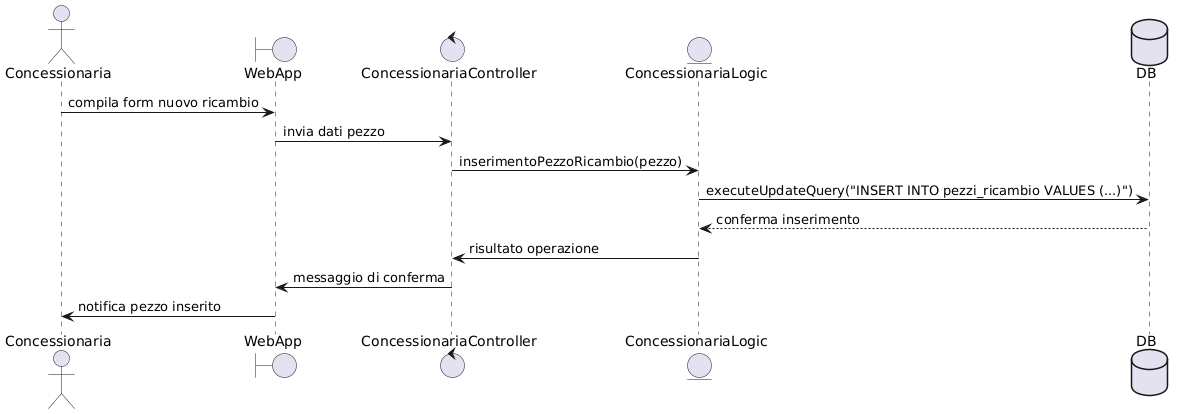 Concessionaria
WebApp
ConcessionariaController
ConcessionariaLogic
DB
compila form nuovo ricambio
invia dati pezzo
inserimentoPezzoRicambio(pezzo)
executeUpdateQuery("INSERT INTO pezzi_ricambio VALUES (...)")
conferma inserimento
risultato operazione
messaggio di conferma
notifica pezzo inserito
Concessionaria
WebApp
ConcessionariaController
ConcessionariaLogic
DB